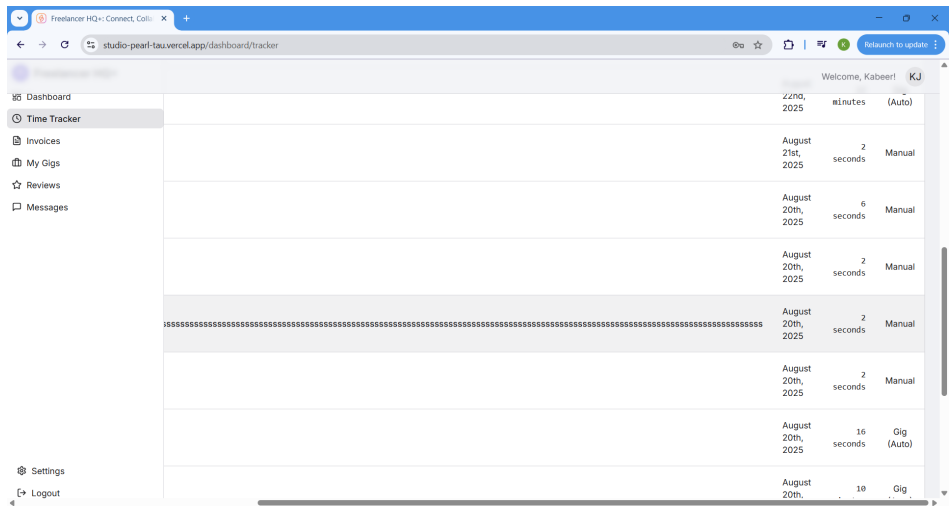 Freelancer HQ+: Connect, Colla
studio-pearl-tau.vercel.app/dashboard/tracker
K
Relaunch to update
Welcome, Kabeer!
KJ
Dashboard
Time Tracker
Invoices
My Gigs
Reviews
Messages
Settings
Logout
22nd,
2025
minutes
(Auto)
August
21st,
2025
2
seconds
Manual
August
20th,
2025
6
seconds
Manual
August
20th,
2025
2
seconds
Manual
August
20th,
2025
2
seconds
Manual
August
20th,
2025
2
seconds
Manual
August
20th,
2025
16
seconds
Gig
(Auto)
August
20th,
10
Gig